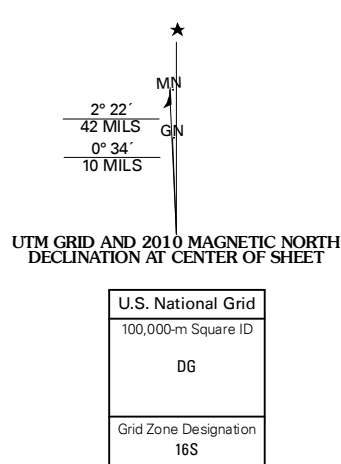 MN
2° 22´
42 MILS
GN
0° 34´
10 MILS
UTM GRID AND 2010 MAGNETIC NORTH
DECLINATION AT CENTER OF SHEET
U.S. National Grid
100,000-m Square ID
DG
Grid Zone Designation
16S